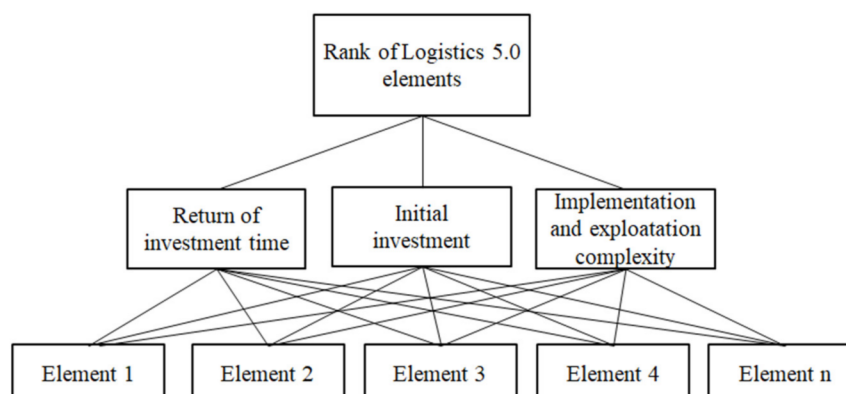 Rank of Logistics 5.0
elements
Return of
investment time
Initial
investment
Implementation
and exploatation
complexity
Element 1
Element 2
Element 3
Element 4
Element n